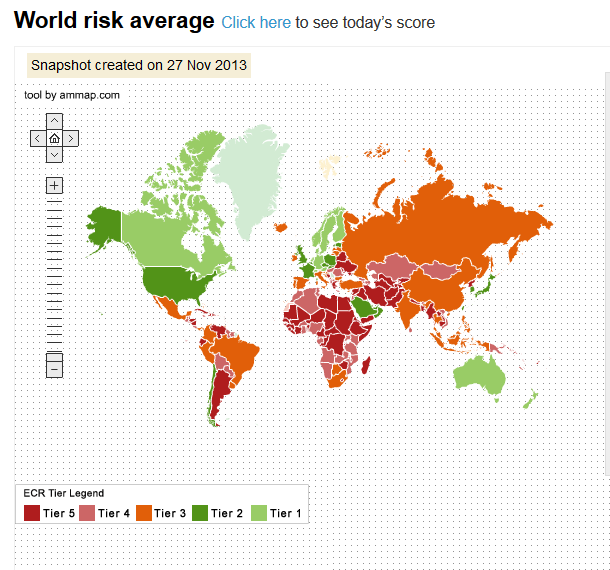 World risk average Click here to see today’s score
Snapshot created on 27 Nov 2013
tool by ammap.com
ECR Tier Legend
Tier 5 Tier 4 Tier 3 Tier 2 Tier 1